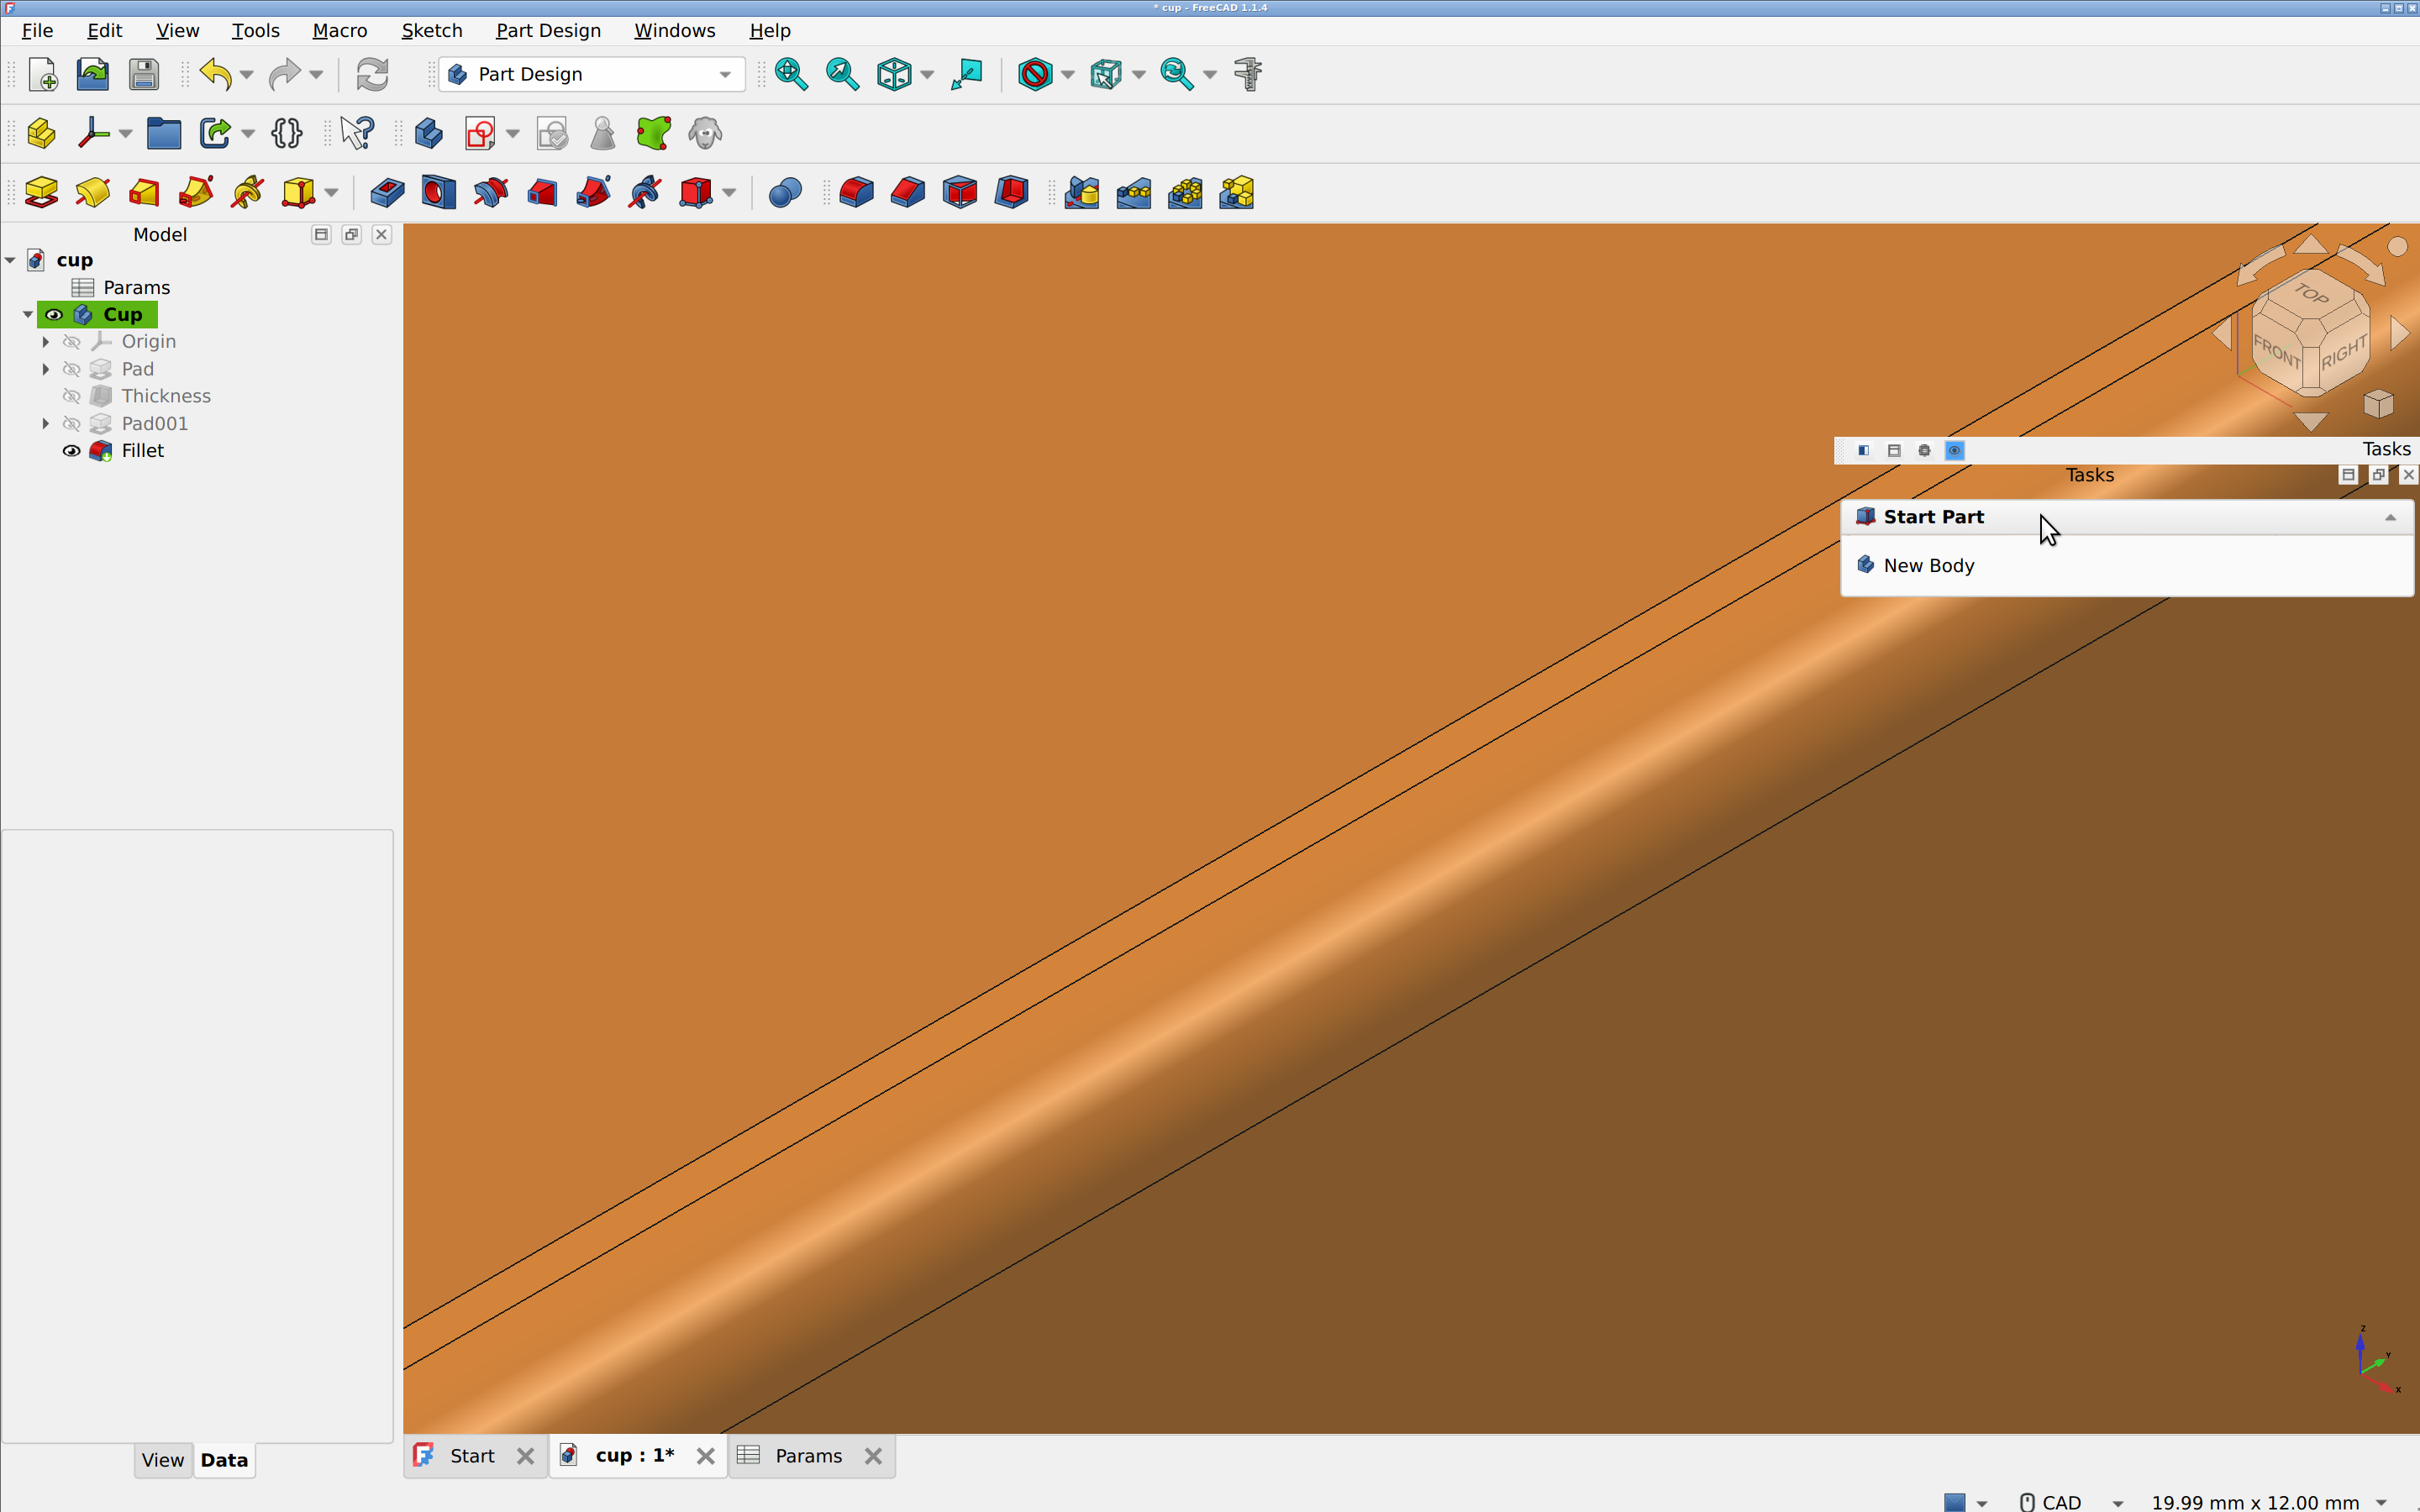 * cup - FreeCAD 1.1.4
File Edit View Tools Macro Sketch Part Design Windows Help
Part Design
Model
cup
Params
Cup
Origin
Pad
Thickness
Pad001
Fillet
TOP
FRONT
RIGHT
Tasks
Tasks
Start Part
New Body
Z
Y
X
View Data
Start
cup : 1*
Params
CAD
19.99 mm x 12.00 mm